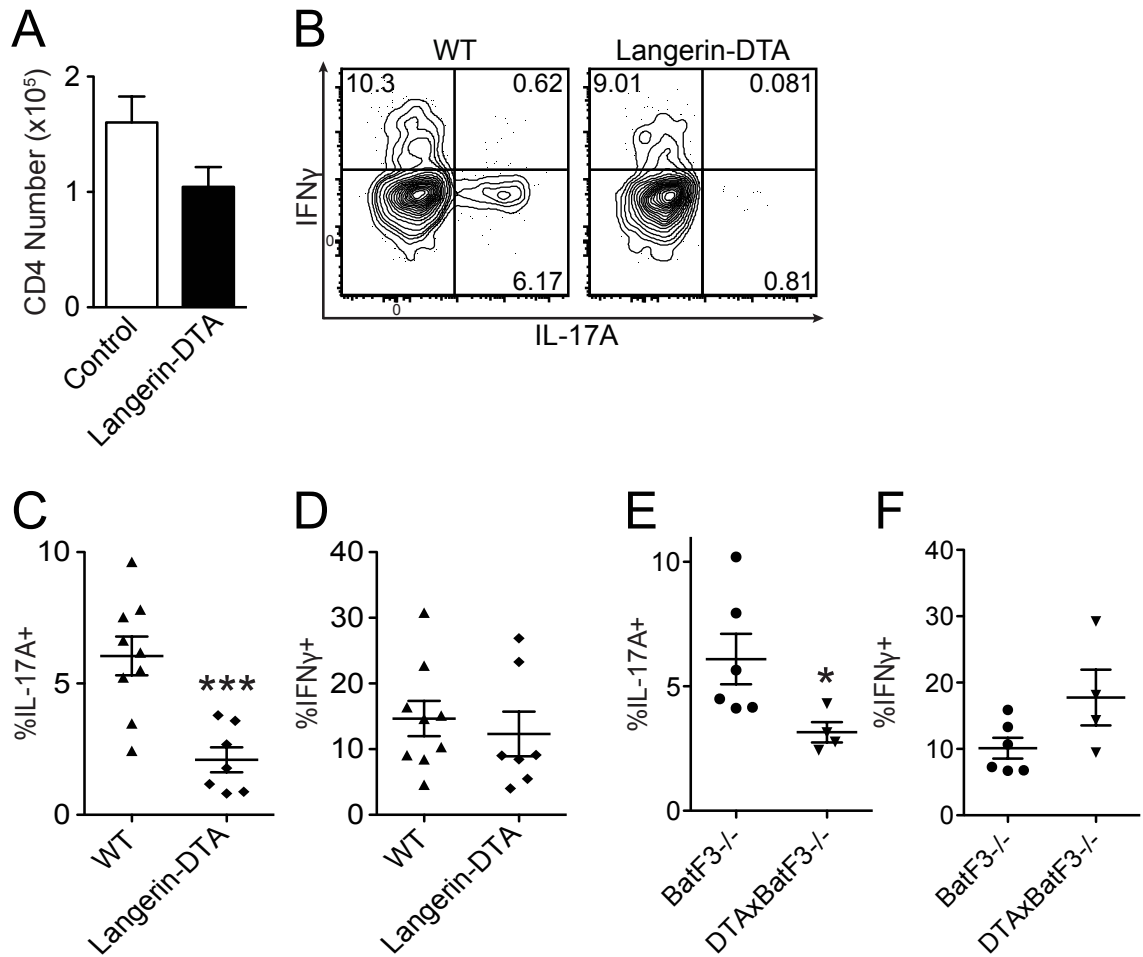 A
CD4 Number (x10⁵)
2
1
0
Control
Langerin-DTA
B
WT
Langerin-DTA
10.3
0.62
6.17
9.01
0.081
0.81
IFNγ
0
0
IL-17A
C
%IL-17A+
10
5
0
***
WT
Langerin-DTA
D
%IFNγ+
40
30
20
10
0
WT
Langerin-DTA
E
%IL-17A+
10
5
0
*
BatF3-/-
DTAxBatF3-/-
F
%IFNγ+
40
30
20
10
0
BatF3-/-
DTAxBatF3-/-